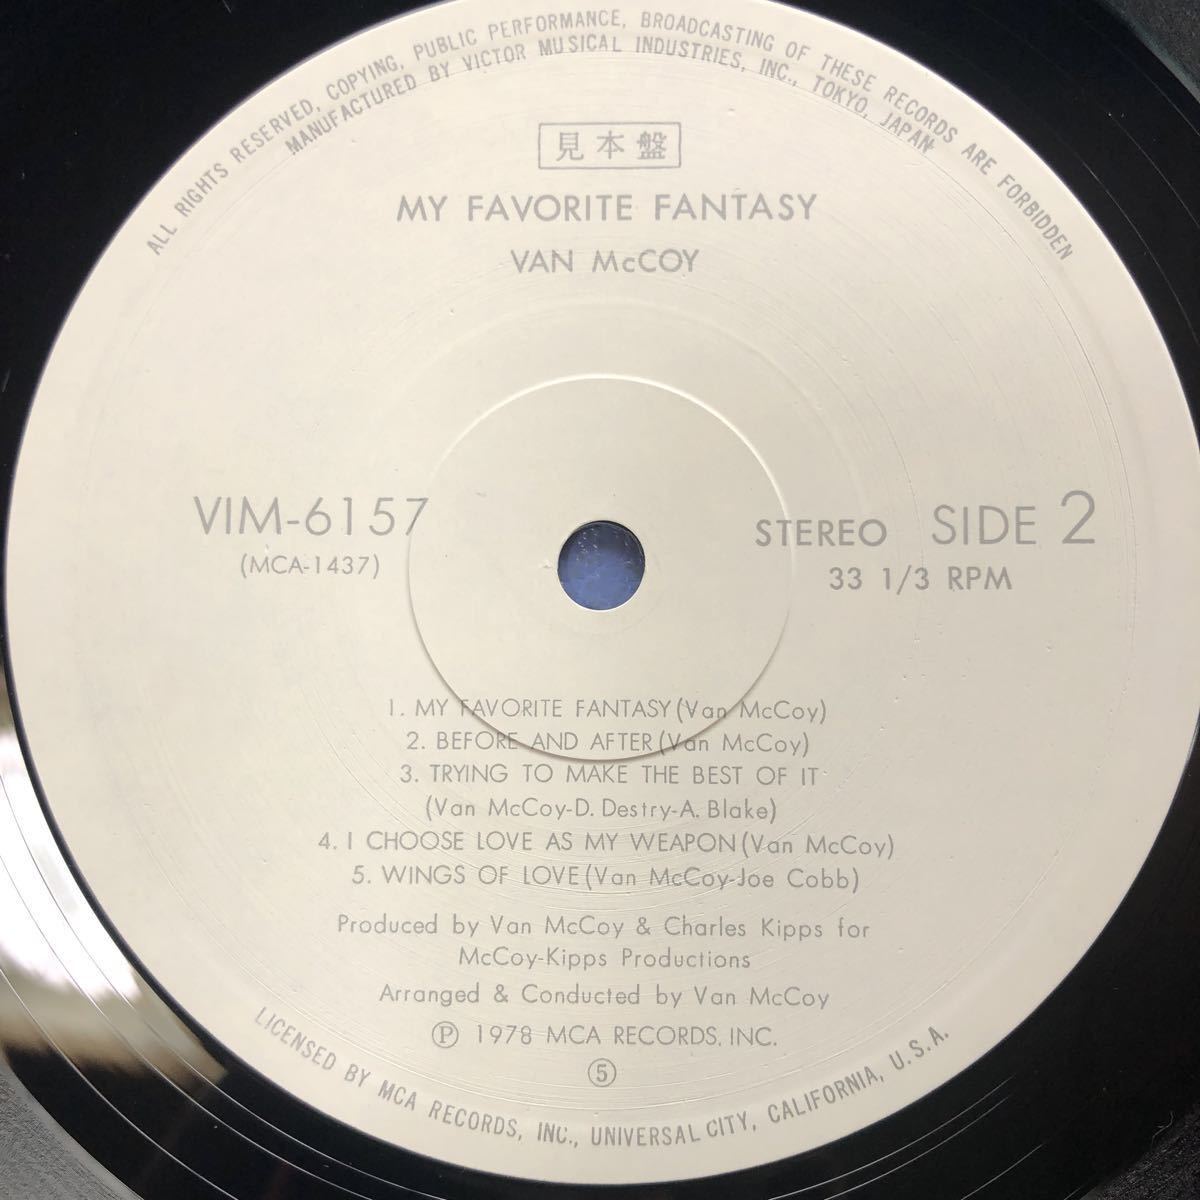 ALL RIGHTS RESERVED, COPYING, PUBLIC PERFORMANCE, BROADCASTING OF THESE RECORDS ARE FORBIDDEN
MANUFACTURED BY VICTOR MUSICAL INDUSTRIES, INC., TOKYO, JAPAN
見本盤
MY FAVORITE FANTASY
VAN McCOY
VIM-6157
(MCA-1437)
STEREO SIDE 2
33 1/3 RPM
1. MY FAVORITE FANTASY(Van McCoy)
2. BEFORE AND AFTER(Van McCoy)
3. TRYING TO MAKE THE BEST OF IT
(Van McCoy-D. Destry-A. Blake)
4. I CHOOSE LOVE AS MY WEAPON(Van McCoy)
5. WINGS OF LOVE(Van McCoy-Joe Cobb)
Produced by Van McCoy & Charles Kipps for
McCoy-Kipps Productions
Arranged & Conducted by Van McCoy
Ⓟ 1978 MCA RECORDS, INC.
⑤
LICENSED BY MCA RECORDS, INC., UNIVERSAL CITY, CALIFORNIA, U.S.A.